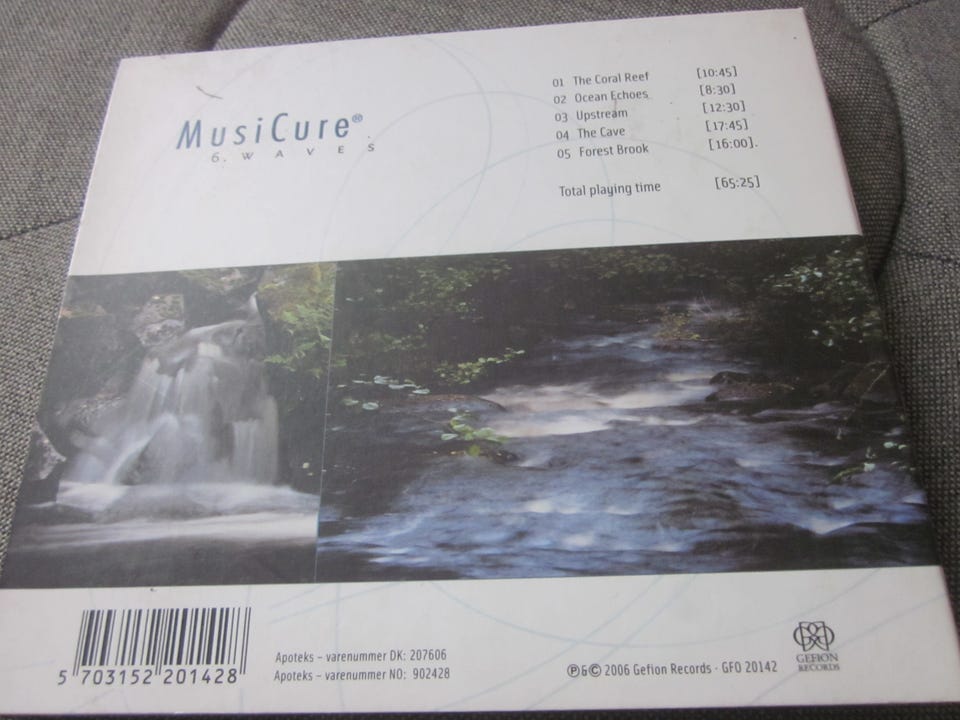 MusiCure®
6. WAVES
01 The Coral Reef [10:45]
02 Ocean Echoes [8:30]
03 Upstream [12:30]
04 The Cave [17:45]
05 Forest Brook [16:00].
Total playing time [65:25]
5 703152 201428
Apoteks – varenummer DK: 207606
Apoteks – varenummer NO: 902428
℗&© 2006 Gefion Records · GFO 20142
GEFION
RECORDS